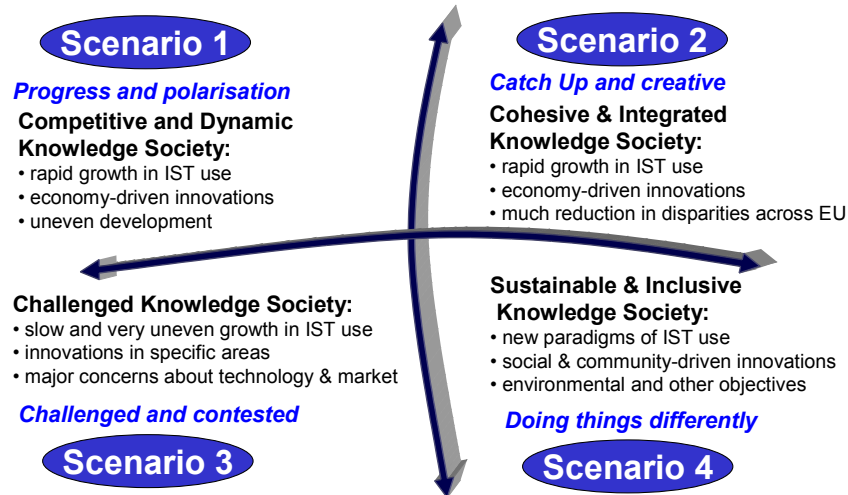 Scenario 1
Progress and polarisation
Competitive and Dynamic
Knowledge Society:
• rapid growth in IST use
• economy-driven innovations
• uneven development
Scenario 2
Catch Up and creative
Cohesive & Integrated
Knowledge Society:
• rapid growth in IST use
• economy-driven innovations
• much reduction in disparities across EU
Challenged Knowledge Society:
• slow and very uneven growth in IST use
• innovations in specific areas
• major concerns about technology & market
Challenged and contested
Scenario 3
Sustainable & Inclusive
Knowledge Society:
• new paradigms of IST use
• social & community-driven innovations
• environmental and other objectives
Doing things differently
Scenario 4